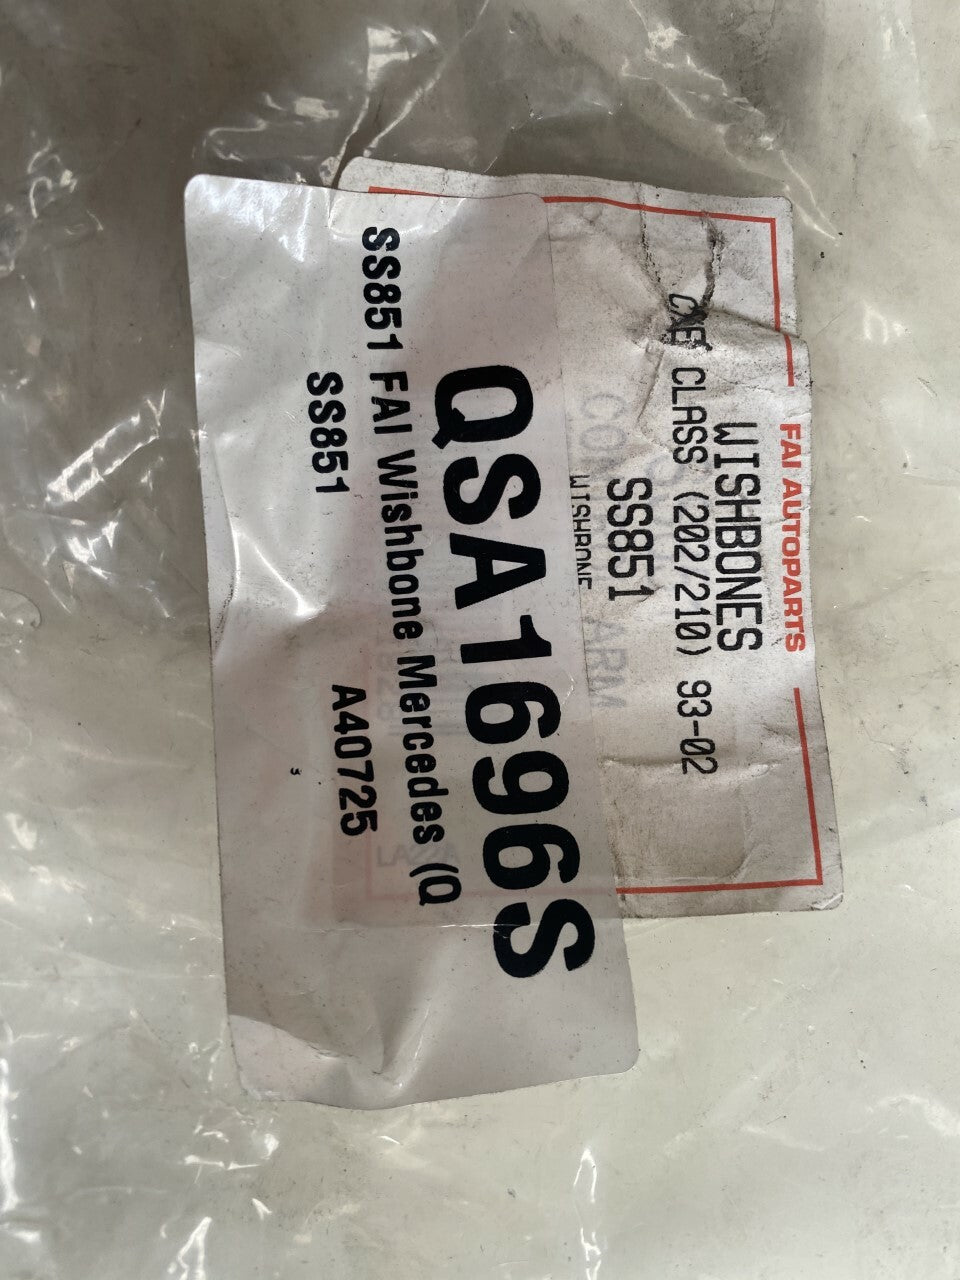 FAI AUTOPARTS
WISHBONES
CLASS (202/210) 93-02
SS851
WISHBONE
QSA1696S
SS851 FAI Wishbone Mercedes (Q
SS851 A40725